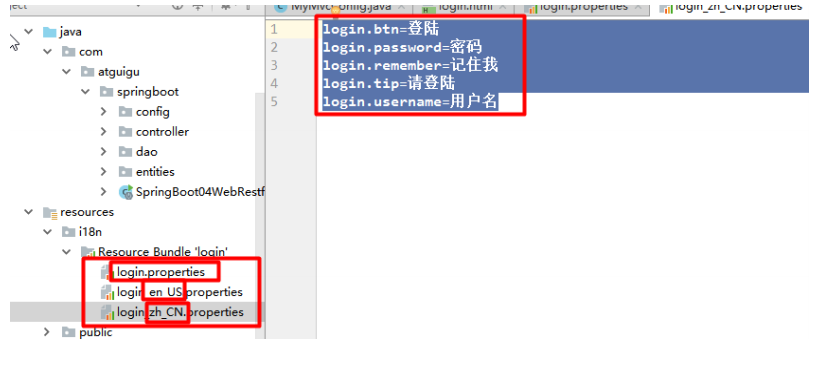 MyMvcConfig.java × login.html × login.properties × login_zh_CN.properties
java
com
atguigu
springboot
config
controller
dao
entities
SpringBoot04WebRestf
resources
i18n
Resource Bundle 'login'
login.properties
login_en_US.properties
login_zh_CN.properties
public
1 login.btn=登陆
2 login.password=密码
3 login.remember=记住我
4 login.tip=请登陆
5 login.username=用户名